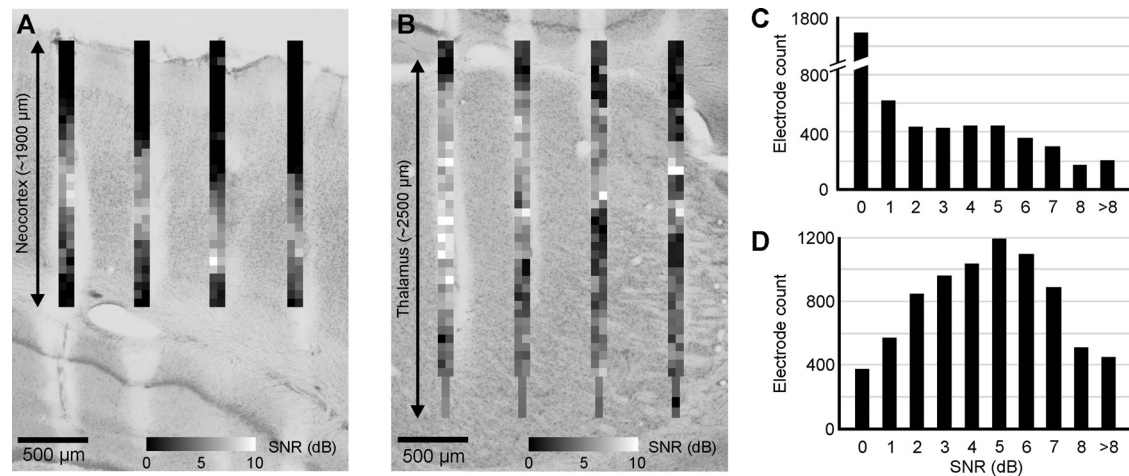 A
Neocortex (~1900 µm)
500 µm
SNR (dB)
0 5 10
B
Thalamus (~2500 µm)
500 µm
SNR (dB)
0 5 10
C
Electrode count
1800
800
400
0
0 1 2 3 4 5 6 7 8 >8
D
Electrode count
1200
800
400
0
0 1 2 3 4 5 6 7 8 >8
SNR (dB)